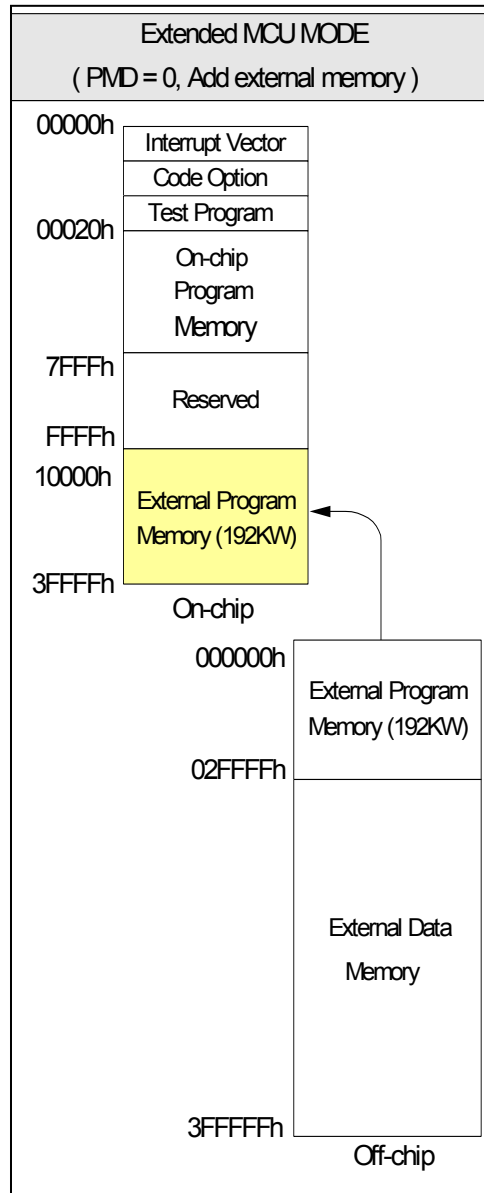 Extended MCU MODE
( PMD = 0, Add external memory )
00000h
Interrupt Vector
Code Option
Test Program
00020h
On-chip
Program
Memory
7FFFh
Reserved
FFFFh
10000h
External Program
Memory (192KW)
3FFFFh
On-chip
000000h
External Program
Memory (192KW)
02FFFFh
External Data
Memory
3FFFFFh
Off-chip